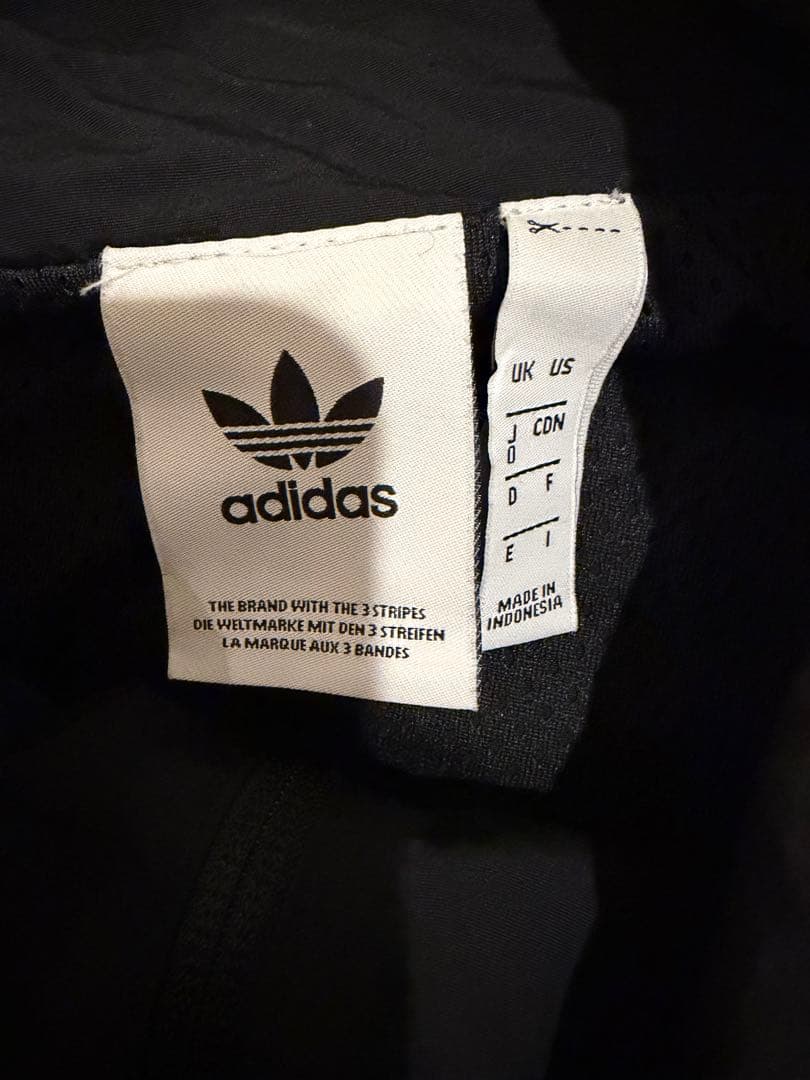 adidas
THE BRAND WITH THE 3 STRIPES
DIE WELTMARKE MIT DEN 3 STREIFEN
LA MARQUE AUX 3 BANDES
UK US
J CDN
O
D F
E I
MADE IN
INDONESIA